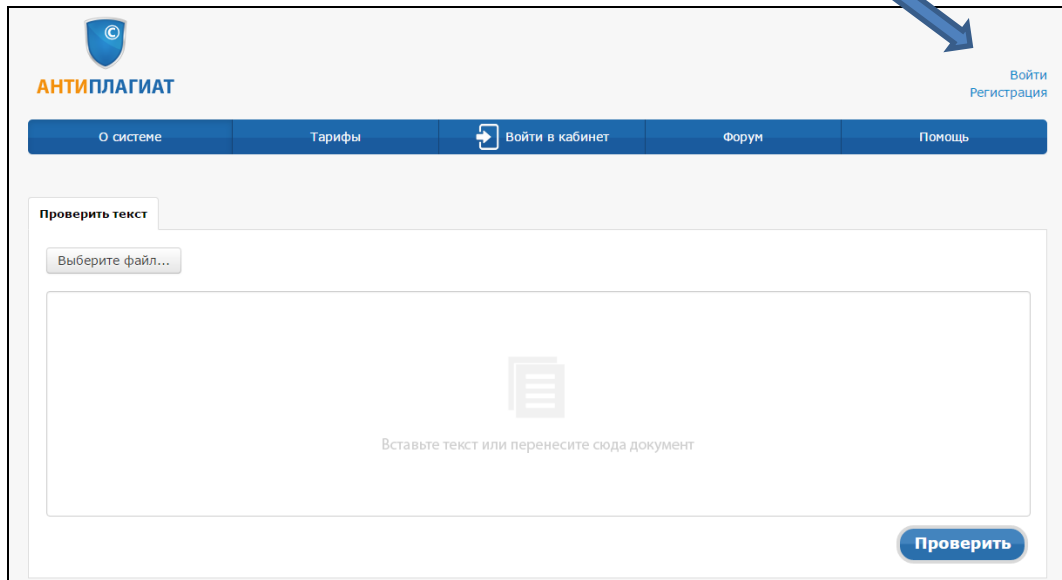 ©
АНТИПЛАГИАТ
Войти
Регистрация
О системе Тарифы Войти в кабинет Форум Помощь
Проверить текст
Выберите файл...
Вставьте текст или перенесите сюда документ
Проверить